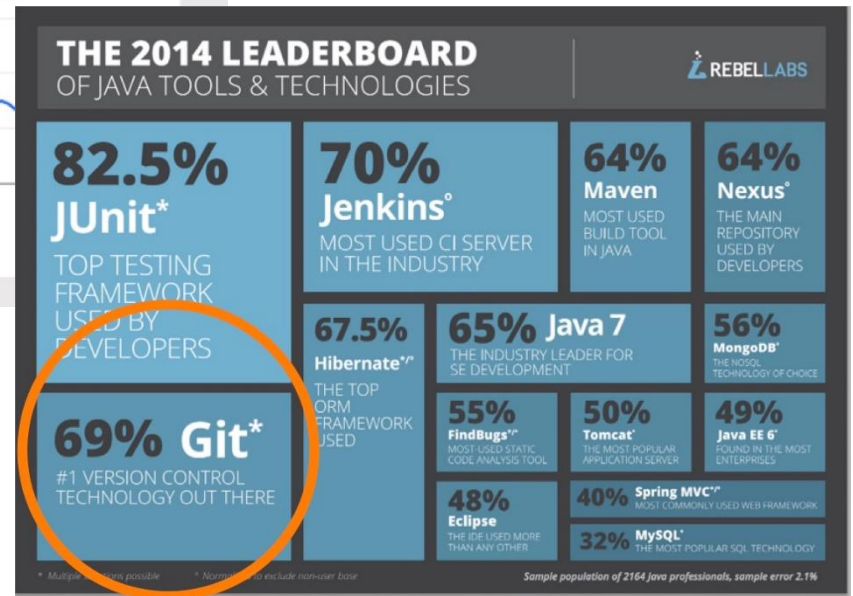 THE 2014 LEADERBOARD
OF JAVA TOOLS & TECHNOLOGIES
REBELLABS
82.5%
JUnit*
TOP TESTING
FRAMEWORK
USED BY
DEVELOPERS
70%
Jenkins°
MOST USED CI SERVER
IN THE INDUSTRY
64%
Maven
MOST USED
BUILD TOOL
IN JAVA
64%
Nexus°
THE MAIN
REPOSITORY
USED BY
DEVELOPERS
67.5%
Hibernate*/°
THE TOP
ORM
FRAMEWORK
USED
65% Java 7
THE INDUSTRY LEADER FOR
SE DEVELOPMENT
56%
MongoDB°
THE NOSQL
TECHNOLOGY OF CHOICE
69% Git*
#1 VERSION CONTROL
TECHNOLOGY OUT THERE
55%
FindBugs*/°
MOST-USED STATIC
CODE ANALYSIS TOOL
50%
Tomcat°
THE MOST POPULAR
APPLICATION SERVER
49%
Java EE 6°
FOUND IN THE MOST
ENTERPRISES
48%
Eclipse
THE IDE USED MORE
THAN ANY OTHER
40% Spring MVC*/°
MOST COMMONLY USED WEB FRAMEWORK
32% MySQL°
THE MOST POPULAR SQL TECHNOLOGY
* Multiple selections possible
° Normalized to exclude non-user base
Sample population of 2164 Java professionals, sample error 2.1%